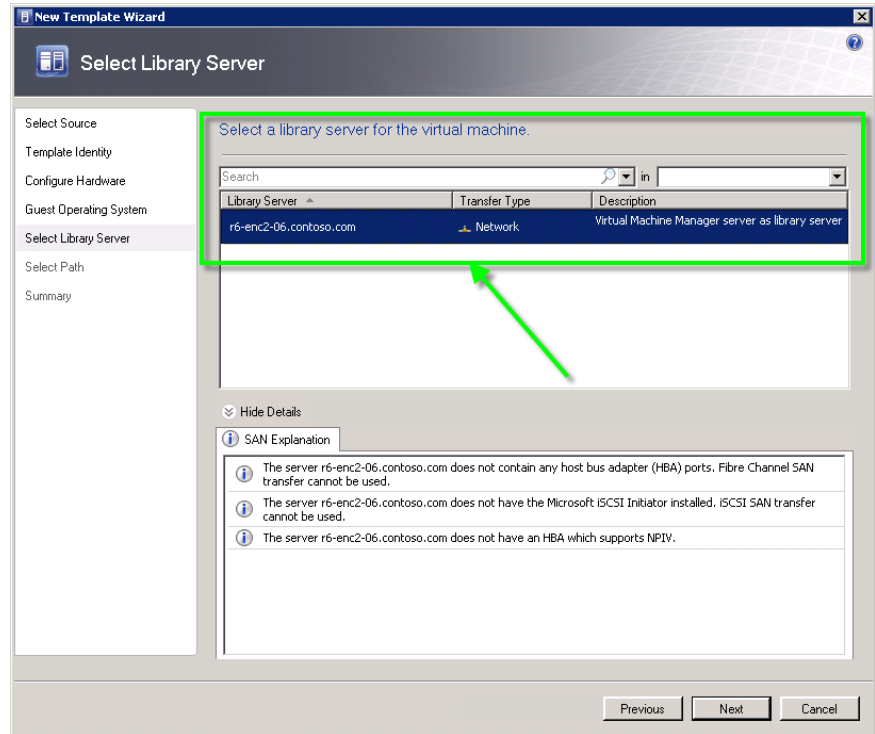 New Template Wizard
Select Library Server
Select Source
Template Identity
Configure Hardware
Guest Operating System
Select Library Server
Select Path
Summary
Select a library server for the virtual machine.
Search in
Library Server Transfer Type Description
r6-enc2-06.contoso.com Network Virtual Machine Manager server as library server
Hide Details
SAN Explanation
The server r6-enc2-06.contoso.com does not contain any host bus adapter (HBA) ports. Fibre Channel SAN
transfer cannot be used.
The server r6-enc2-06.contoso.com does not have the Microsoft iSCSI Initiator installed. iSCSI SAN transfer
cannot be used.
The server r6-enc2-06.contoso.com does not have an HBA which supports NPIV.
Previous Next Cancel